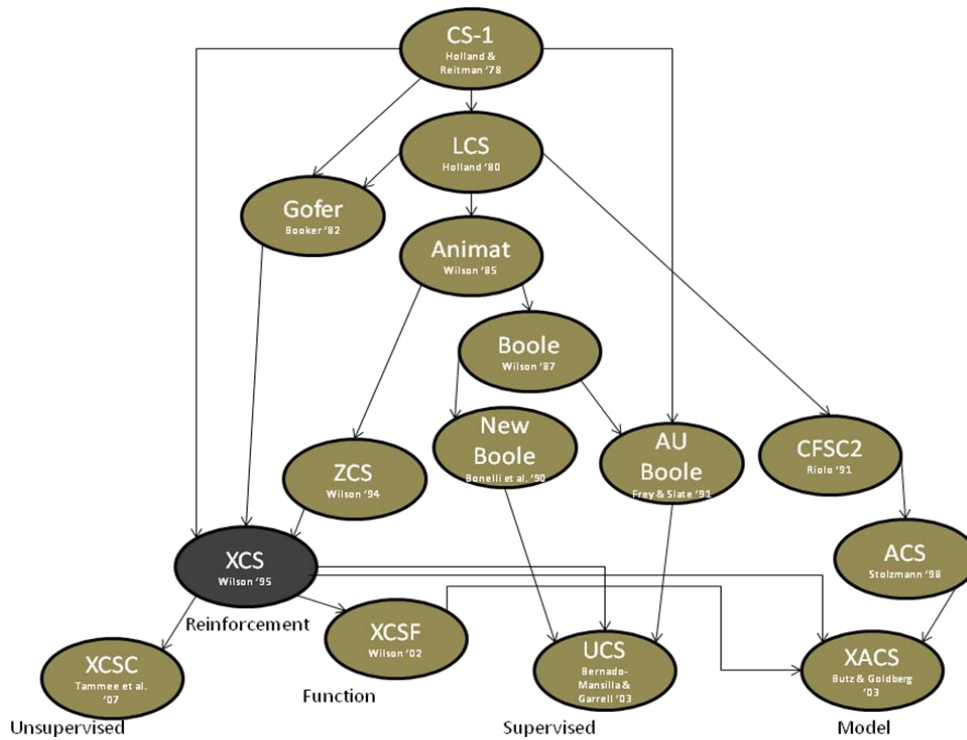 CS-1
Holland &
Reitman '78
LCS
Holland '80
Gofer
Booker '82
Animat
Wilson '85
Boole
Wilson '87
New
Boole
Bonelli et al. '90
AU
Boole
Frey & Slate '91
CFSC2
Riolo '91
ZCS
Wilson '94
XCS
Wilson '95
ACS
Stolzmann '98
Reinforcement
XCSF
Wilson '02
UCS
Bernado-
Mansilla &
Garrell '03
XACS
Butz & Goldberg
'03
XCSC
Tammee et al.
'07
Function
Unsupervised
Supervised
Model